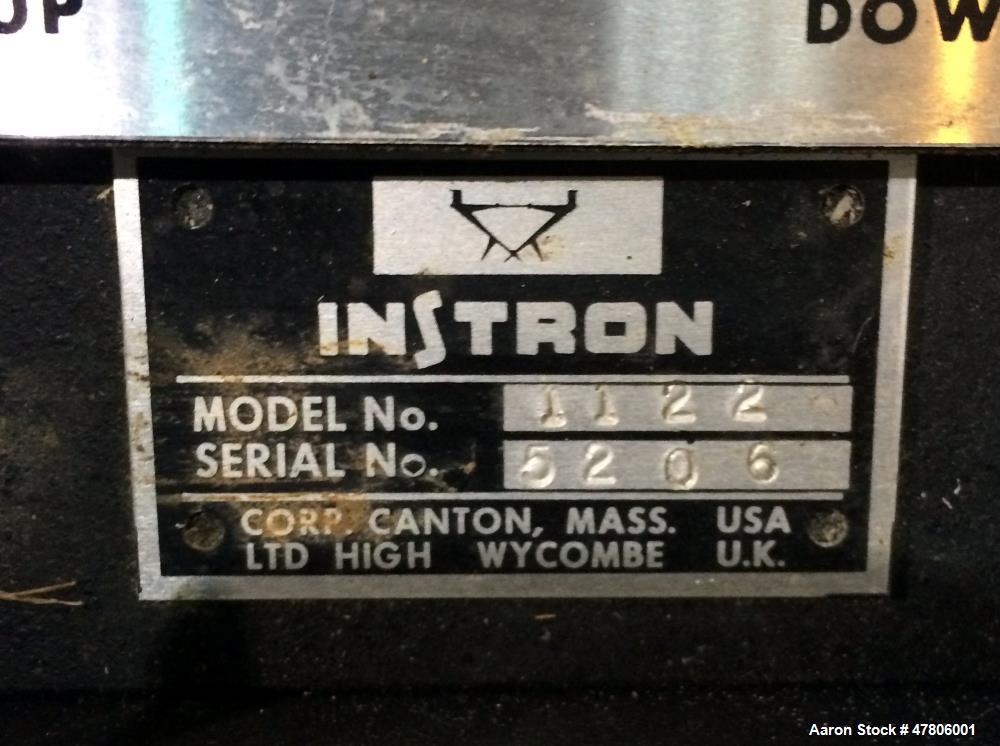 UP DOW
INSTRON
MODEL No. 1122
SERIAL No. 5206
CORP. CANTON, MASS. USA
LTD HIGH WYCOMBE U.K.
Aaron Stock # 47806001